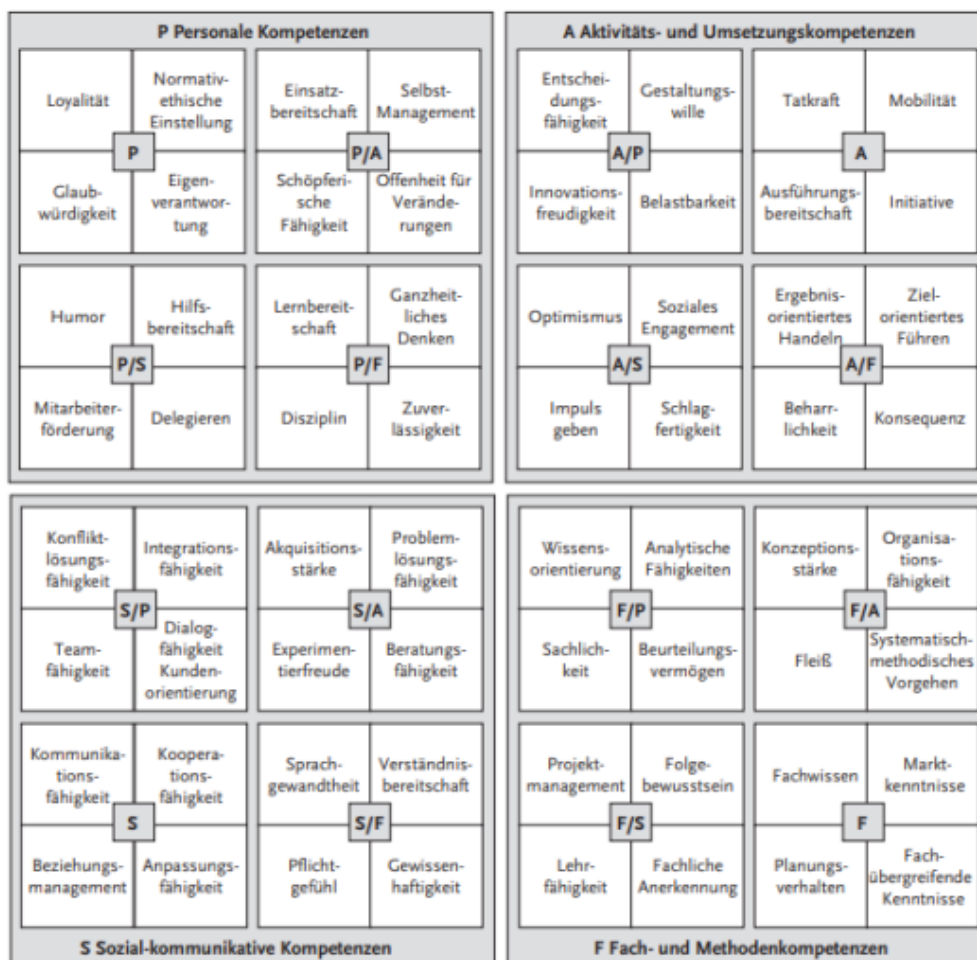 P Personale Kompetenzen
Loyalität
Normativ-
ethische
Einstellung
P
Glaub-
würdigkeit
Eigen-
verantwor-
tung
Einsatz-
bereitschaft
Selbst-
Management
P/A
Schöpfer-
ische
Fähigkeit
Offenheit für
Verände-
rungen
Humor
Hilfs-
bereitschaft
P/S
Mitarbeiter-
förderung
Delegieren
Lernbereit-
schaft
Ganzheit-
liches
Denken
P/F
Disziplin
Zuver-
lässigkeit
A Aktivitäts- und Umsetzungskompetenzen
Entschei-
dungs-
fähigkeit
Gestaltungs-
wille
A/P
Innovations-
freudigkeit
Belastbarkeit
Tatkraft
Mobilität
A
Ausführungs-
bereitschaft
Initiative
Optimismus
Soziales
Engagement
A/S
Impuls
geben
Schlag-
fertigkeit
Ergebnis-
orientiertes
Handeln
Ziel-
orientiertes
Führen
A/F
Beharr-
lichkeit
Konsequenz
Konflikt-
lösungs-
fähigkeit
Integrations-
fähigkeit
S/P
Team-
fähigkeit
Dialog-
fähigkeit
Kunden-
orientierung
Akquisitions-
stärke
Problem-
lösungs-
fähigkeit
S/A
Experimen-
tierfreude
Beratungs-
fähigkeit
Kommunika-
tions-
fähigkeit
Koope-
rations-
fähigkeit
S
Beziehungs-
management
Anpassungs-
fähigkeit
Sprach-
gewandtheit
Verständnis-
bereitschaft
S/F
Pflicht-
gefühl
Gewissen-
haftigkeit
S Sozial-kommunikative Kompetenzen
Wissens-
orientierung
Analytische
Fähigkeiten
F/P
Sachlich-
keit
Beurteilungs-
vermögen
Konzeptions-
stärke
Organisa-
tions-
fähigkeit
F/A
Fleiß
Systematisch-
methodisches
Vorgehen
Projekt-
management
Folge-
bewusstsein
F/S
Lehr-
fähigkeit
Fachliche
Anerkennung
Fachwissen
Markt-
kenntnisse
F
Planungs-
verhalten
Fach-
übergreifende
Kenntnisse
F Fach- und Methodenkompetenzen